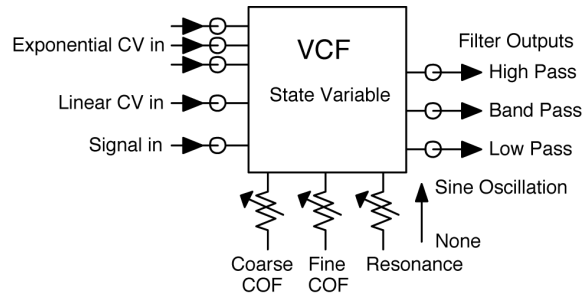 VCF
State Variable
Exponential CV in
Linear CV in
Signal in
Filter Outputs
High Pass
Band Pass
Low Pass
Sine Oscillation
None
Coarse
COF
Fine
COF
Resonance